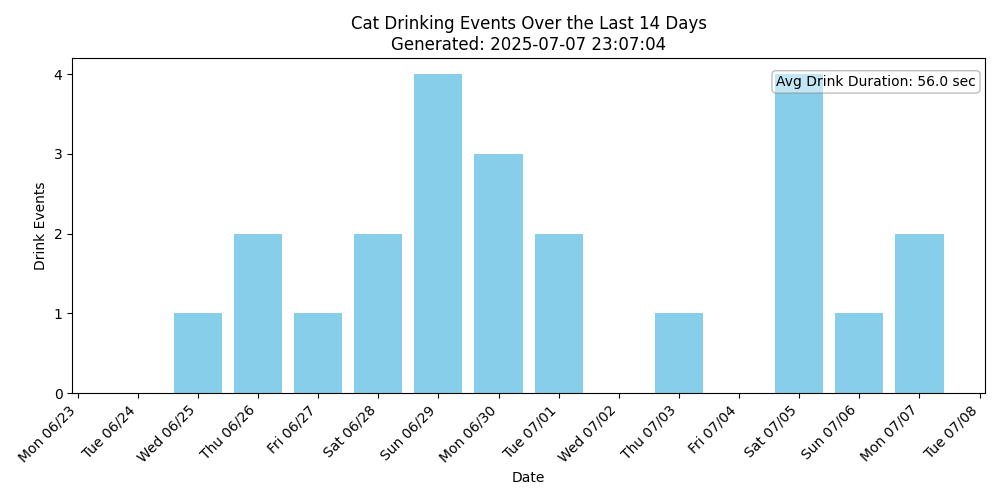 Cat Drinking Events Over the Last 14 Days
Generated: 2025-07-07 23:07:04
Avg Drink Duration: 56.0 sec
Drink Events
4
3
2
1
0
Mon 06/23
Tue 06/24
Wed 06/25
Thu 06/26
Fri 06/27
Sat 06/28
Sun 06/29
Mon 06/30
Tue 07/01
Wed 07/02
Thu 07/03
Fri 07/04
Sat 07/05
Sun 07/06
Mon 07/07
Tue 07/08
Date